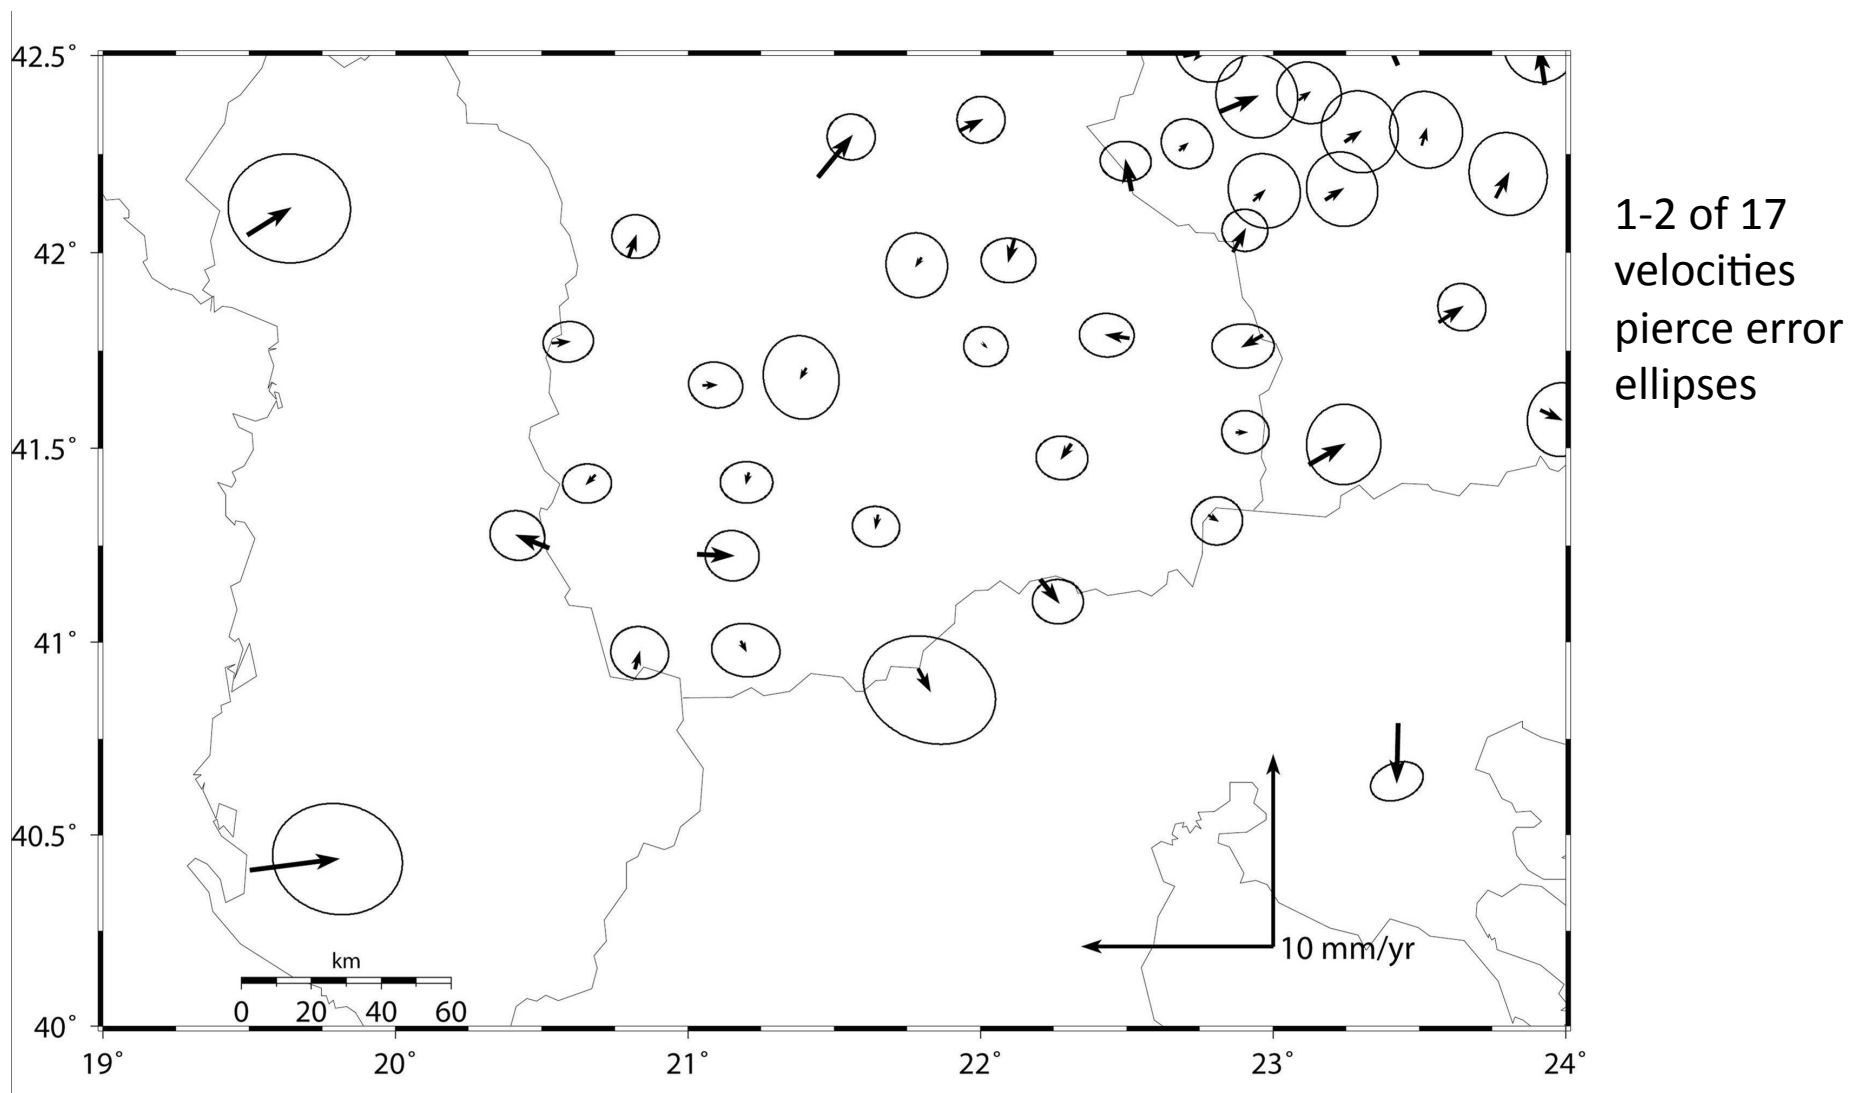 42.5°
42°
41.5°
41°
40.5°
40°
19° 20° 21° 22° 23° 24°
km
0 20 40 60
10 mm/yr
1-2 of 17
velocities
pierce error
ellipses